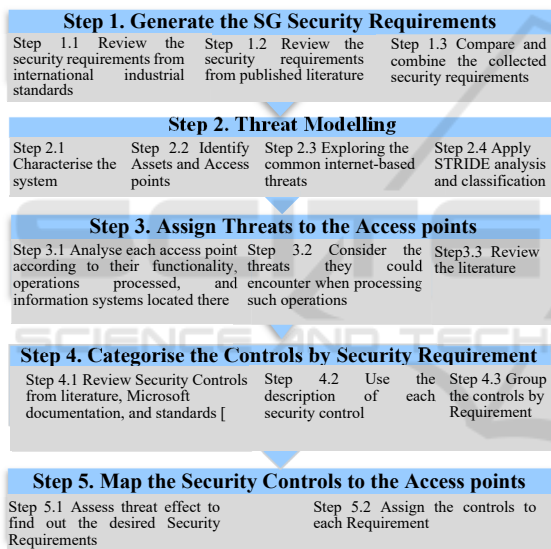 Step 1. Generate the SG Security Requirements
Step 1.1 Review the
security requirements from
international industrial
standards
Step 1.2 Review the
security requirements
from published literature
Step 1.3 Compare and
combine the collected
security requirements
Step 2. Threat Modelling
Step 2.1
Characterise the
system
Step 2.2 Identify
Assets and Access
points
Step 2.3 Exploring the
common internet-based
threats
Step 2.4 Apply
STRIDE analysis
and classification
Step 3. Assign Threats to the Access points
Step 3.1 Analyse each access point
according to their functionality,
operations processed, and
information systems located there
Step 3.2 Consider the
threats they could
encounter when processing
such operations
Step3.3 Review
the literature
SCIENCE AND TECH
Step 4. Categorise the Controls by Security Requirement
Step 4.1 Review Security Controls
from literature, Microsoft
documentation, and standards [
Step 4.2 Use the
description of each
security control
Step 4.3 Group
the controls by
Requirement
Step 5. Map the Security Controls to the Access points
Step 5.1 Assess threat effect to
find out the desired Security
Requirements
Step 5.2 Assign the controls to
each Requirement